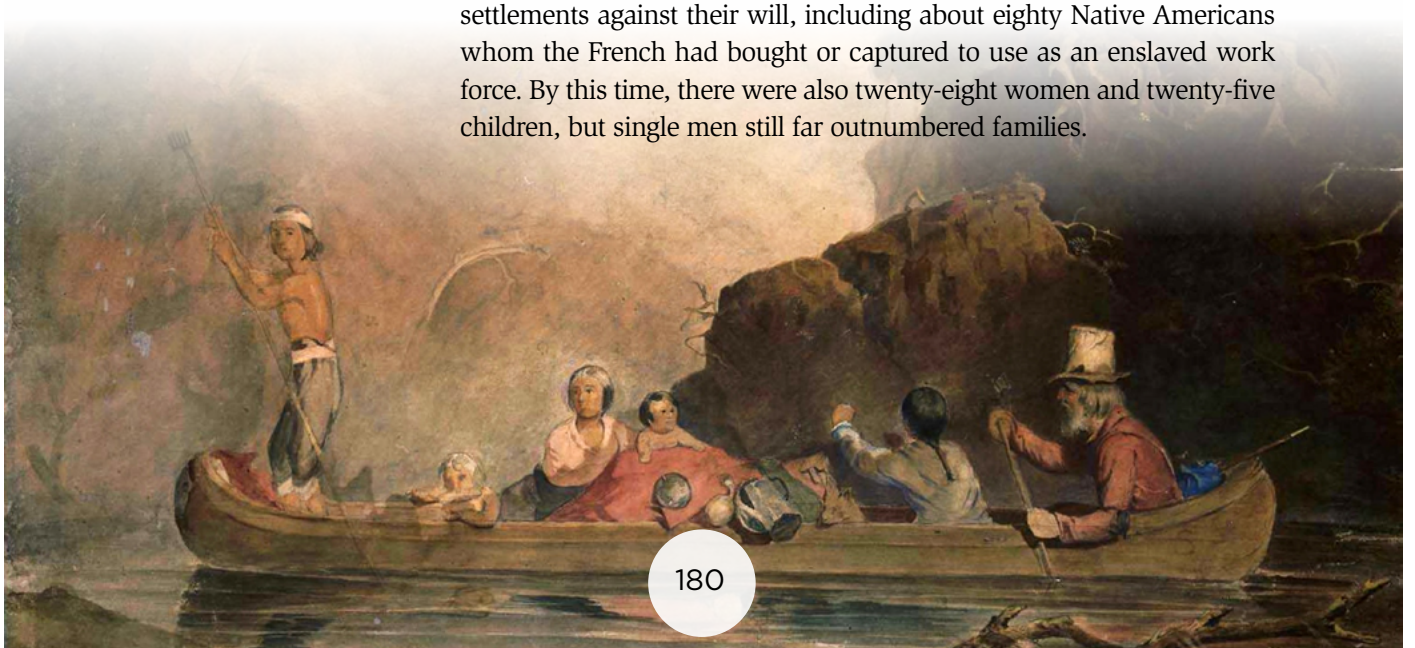 settlements against their will, including about eighty Native Americans
whom the French had bought or captured to use as an enslaved work
force. By this time, there were also twenty-eight women and twenty-five
children, but single men still far outnumbered families.
180